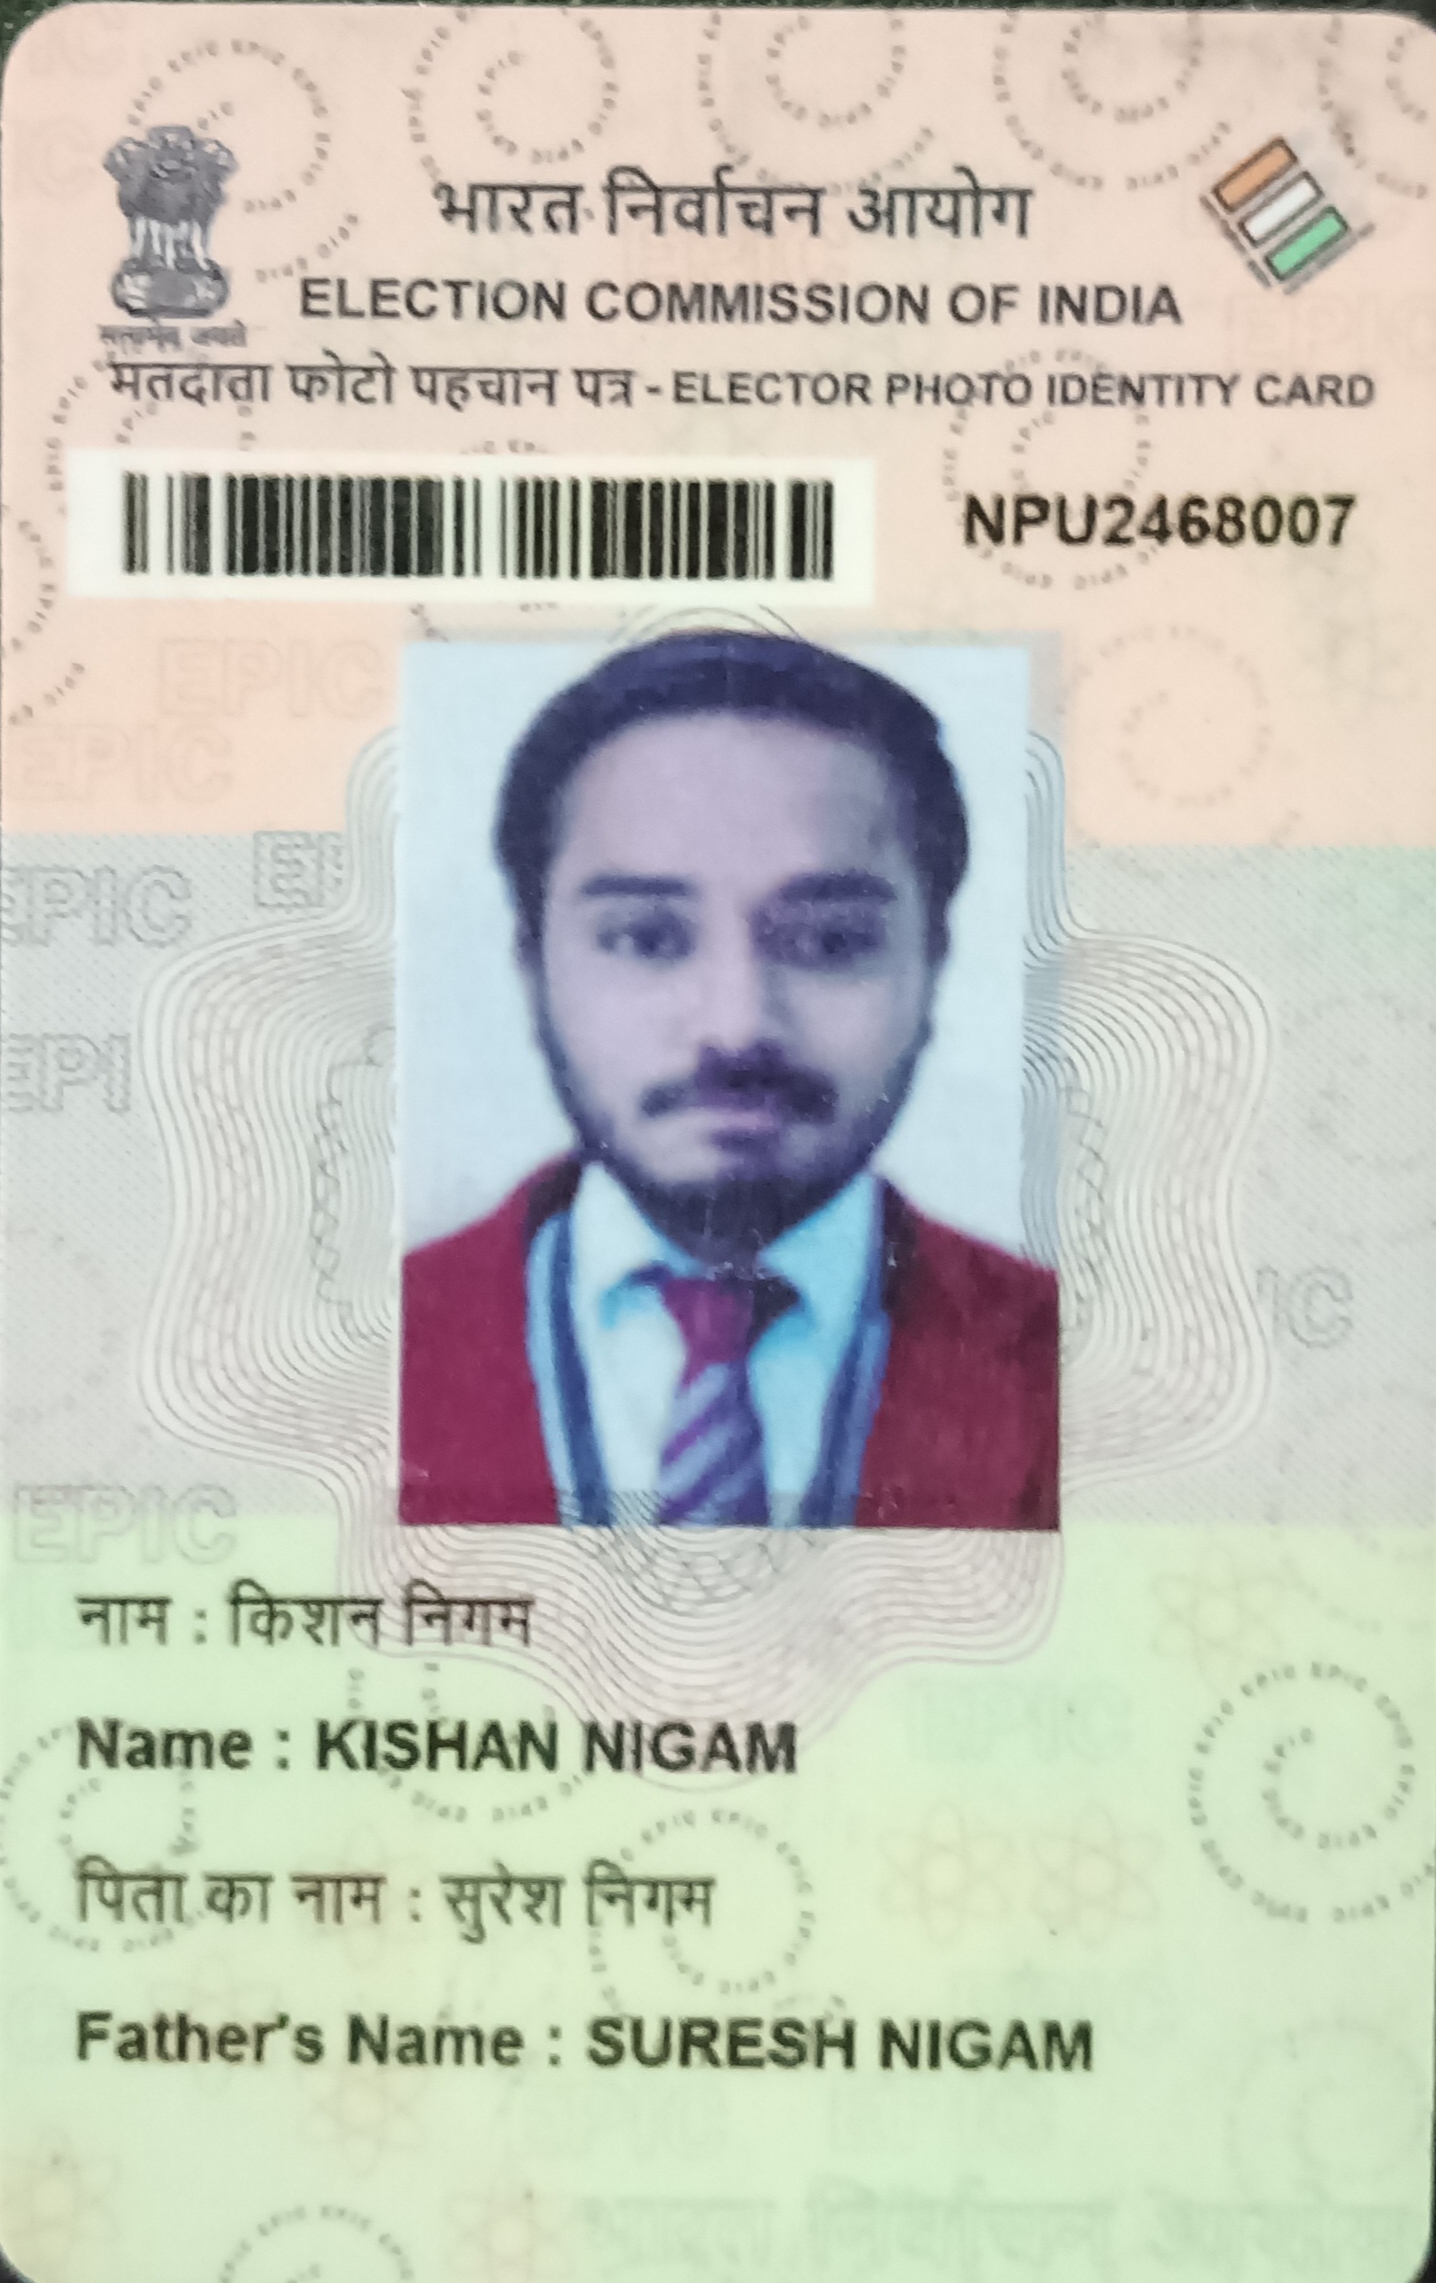 सत्यमेव जयते
भारत निर्वाचन आयोग
ELECTION COMMISSION OF INDIA
मतदाता फोटो पहचान पत्र - ELECTOR PHOTO IDENTITY CARD
NPU2468007
नाम : किशन निगम
Name : KISHAN NIGAM
पिता का नाम : सुरेश निगम
Father's Name : SURESH NIGAM